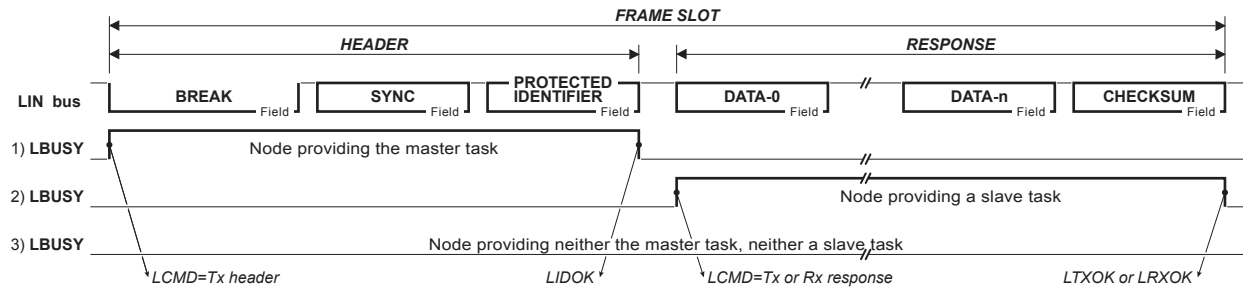 FRAME SLOT
HEADER RESPONSE
LIN bus BREAK Field SYNC Field PROTECTED IDENTIFIER Field DATA-0 Field DATA-n Field CHECKSUM Field
1) LBUSY Node providing the master task
2) LBUSY Node providing a slave task
3) LBUSY Node providing neither the master task, neither a slave task
LCMD=Tx header LIDOK LCMD=Tx or Rx response LTXOK or LRXOK